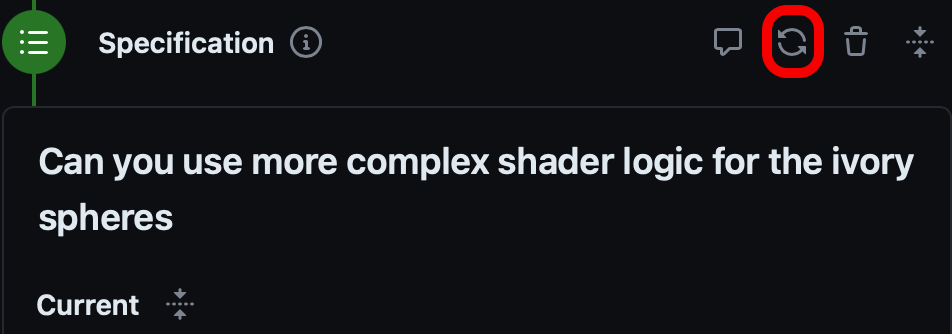 Specification
Can you use more complex shader logic for the ivory
spheres
Current